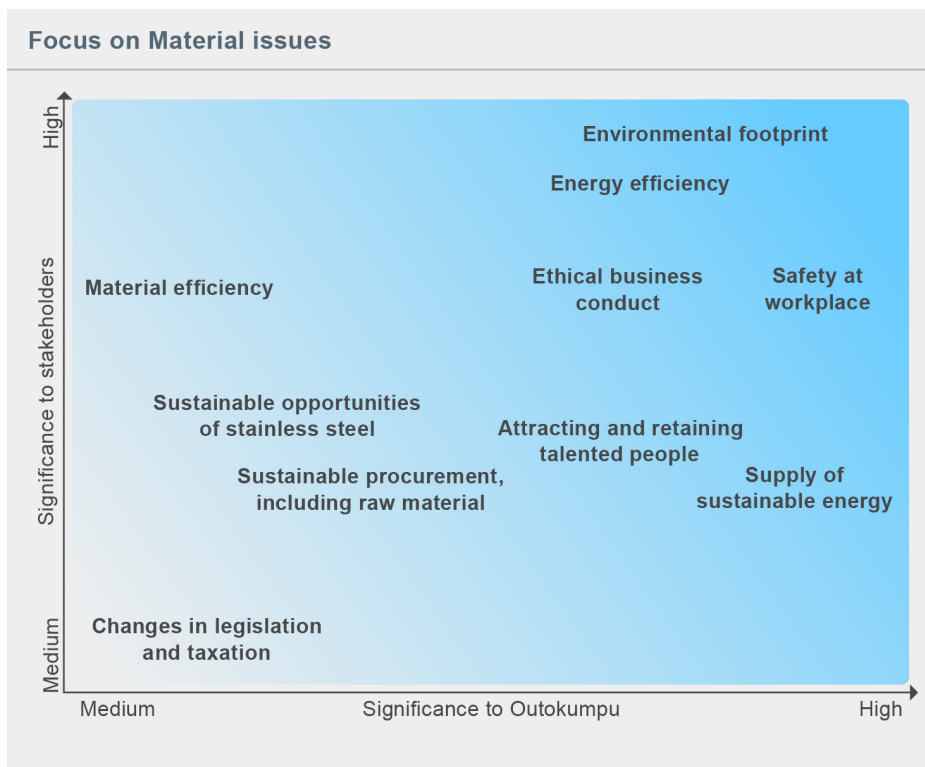 Focus on Material issues
High
Significance to stakeholders
Medium
Environmental footprint
Energy efficiency
Material efficiency
Ethical business
conduct
Safety at
workplace
Sustainable opportunities
of stainless steel
Attracting and retaining
talented people
Sustainable procurement,
including raw material
Supply of
sustainable energy
Changes in legislation
and taxation
Medium
Significance to Outokumpu
High